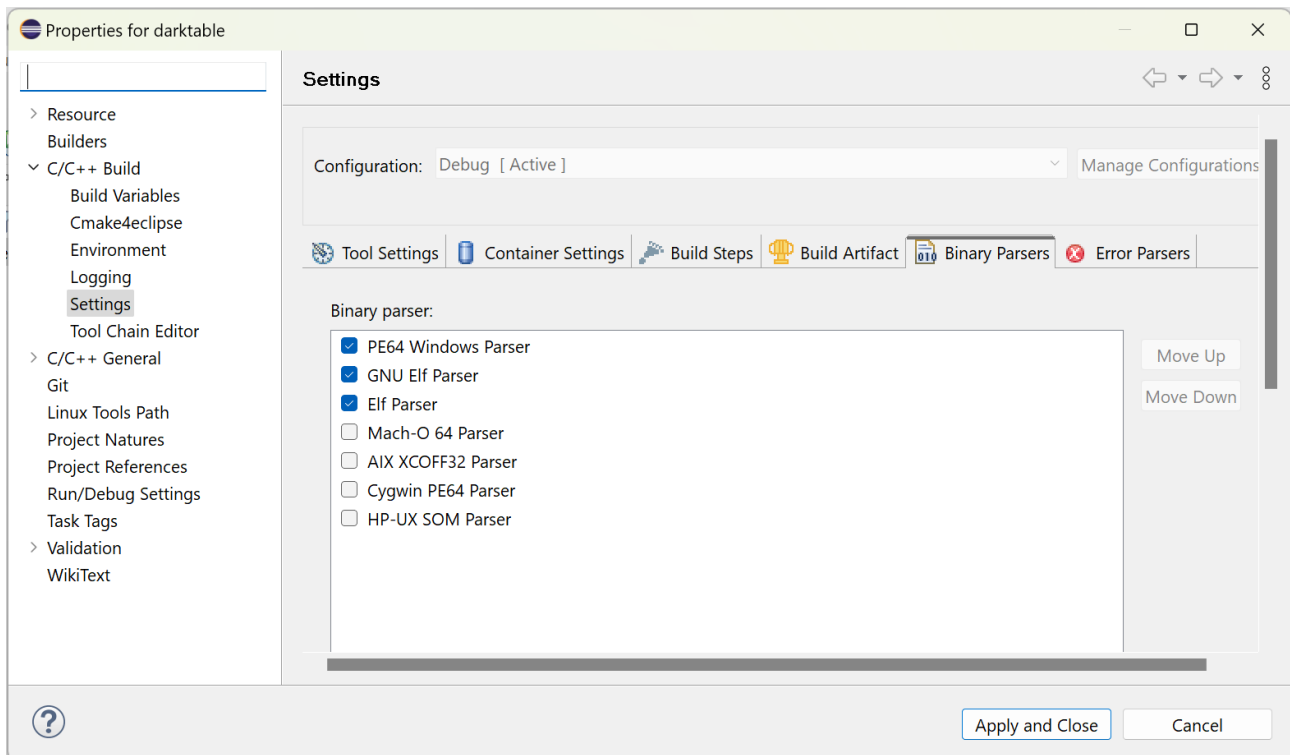 Properties for darktable
Settings
Resource
Builders
C/C++ Build
Build Variables
Cmake4eclipse
Environment
Logging
Settings
Tool Chain Editor
C/C++ General
Git
Linux Tools Path
Project Natures
Project References
Run/Debug Settings
Task Tags
Validation
WikiText
Configuration: Debug [ Active ] Manage Configurations
Tool Settings Container Settings Build Steps Build Artifact 010 Binary Parsers Error Parsers
Binary parser:
PE64 Windows Parser
GNU Elf Parser
Elf Parser
Mach-O 64 Parser
AIX XCOFF32 Parser
Cygwin PE64 Parser
HP-UX SOM Parser
Move Up
Move Down
? Apply and Close Cancel